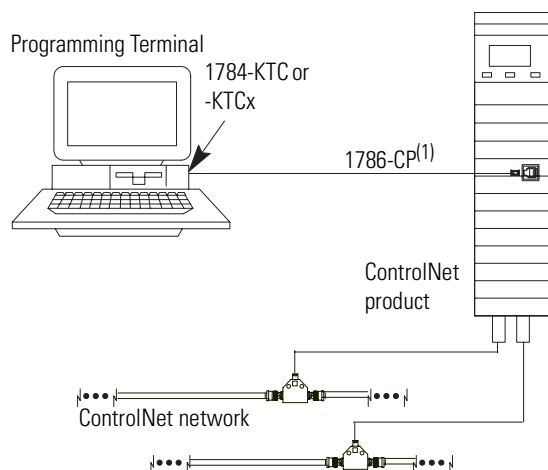 Programming Terminal
1784-KTC or
-KTCx
1786-CP(1)
ControlNet
product
ControlNet network